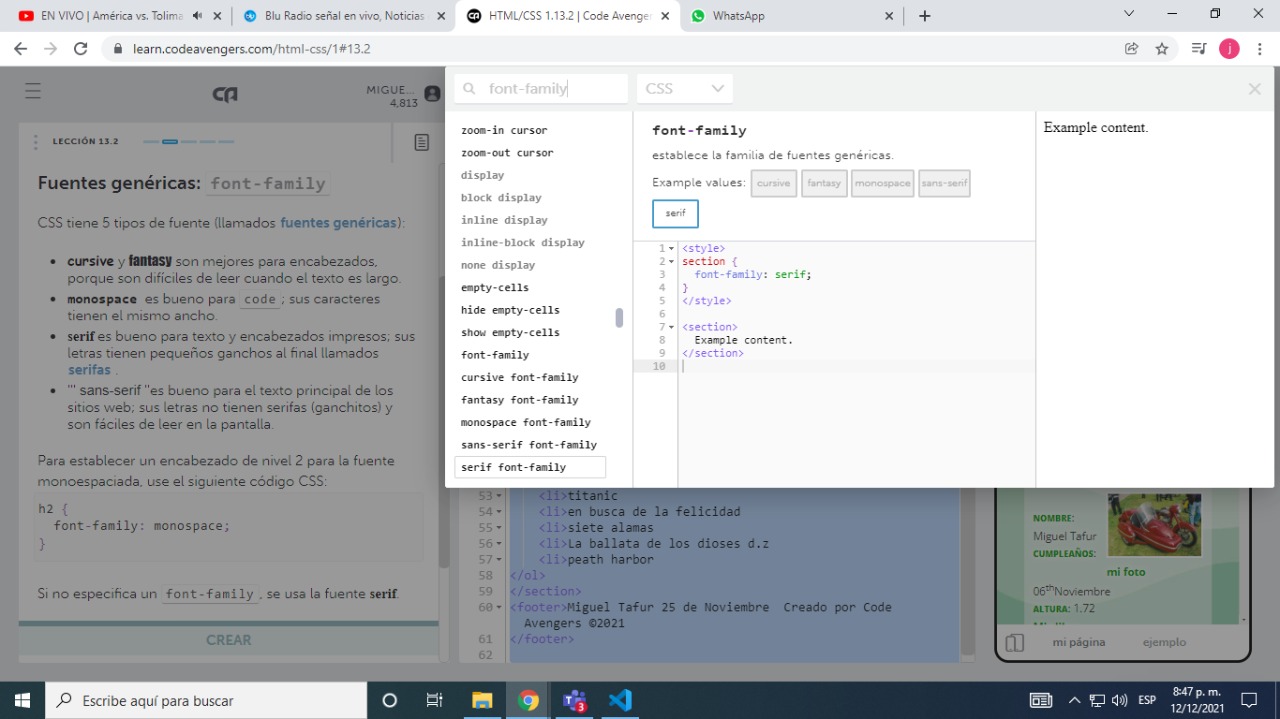 EN VIVO | América vs. Tolima
Blu Radio señal en vivo, Noticias
HTML/CSS 1.13.2 | Code Avenger
WhatsApp
learn.codeavengers.com/html-css/1#13.2
j
MIGUE...
4,813
LECCIÓN 13.2
Fuentes genéricas: font-family
CSS tiene 5 tipos de fuente (llamados fuentes genéricas):
• cursive y fantasy son mejores para encabezados,
porque son difíciles de leer cuando el texto es largo.
• monospace es bueno para code ; sus caracteres
tienen el mismo ancho.
• serif es bueno para texto y encabezados impresos; sus
letras tienen pequeños ganchos al final llamados
serifas .
• ''' sans-serif ''es bueno para el texto principal de los
sitios web; sus letras no tienen serifas (ganchitos) y
son fáciles de leer en la pantalla.
Para establecer un encabezado de nivel 2 para la fuente
monoespaciada, use el siguiente código CSS:
h2 {
font-family: monospace;
}
Si no especifica un font-family, se usa la fuente serif.
CREAR
font-family
CSS
zoom-in cursor
zoom-out cursor
display
block display
inline display
inline-block display
none display
empty-cells
hide empty-cells
show empty-cells
font-family
cursive font-family
fantasy font-family
monospace font-family
sans-serif font-family
serif font-family
font-family
establece la familia de fuentes genéricas.
Example values: cursive fantasy monospace sans-serif
serif
1 <style>
2 section {
3 font-family: serif;
4 }
5 </style>
6
7 <section>
8 Example content.
9 </section>
10
Example content.
53 <li>titanic
54 <li>en busca de la felicidad
55 <li>siete alamas
56 <li>La ballata de los dioses d.z
57 <li>peath harbor
58 </ol>
59 </section>
60 <footer>Miguel Tafur 25 de Noviembre Creado por Code
Avengers ©2021
61 </footer>
62
NOMBRE:
Miguel Tafur
CUMPLEAÑOS:
mi foto
06thNoviembre
ALTURA: 1.72
mi página
ejemplo
Escribe aquí para buscar
3
ESP
8:47 p. m.
12/12/2021